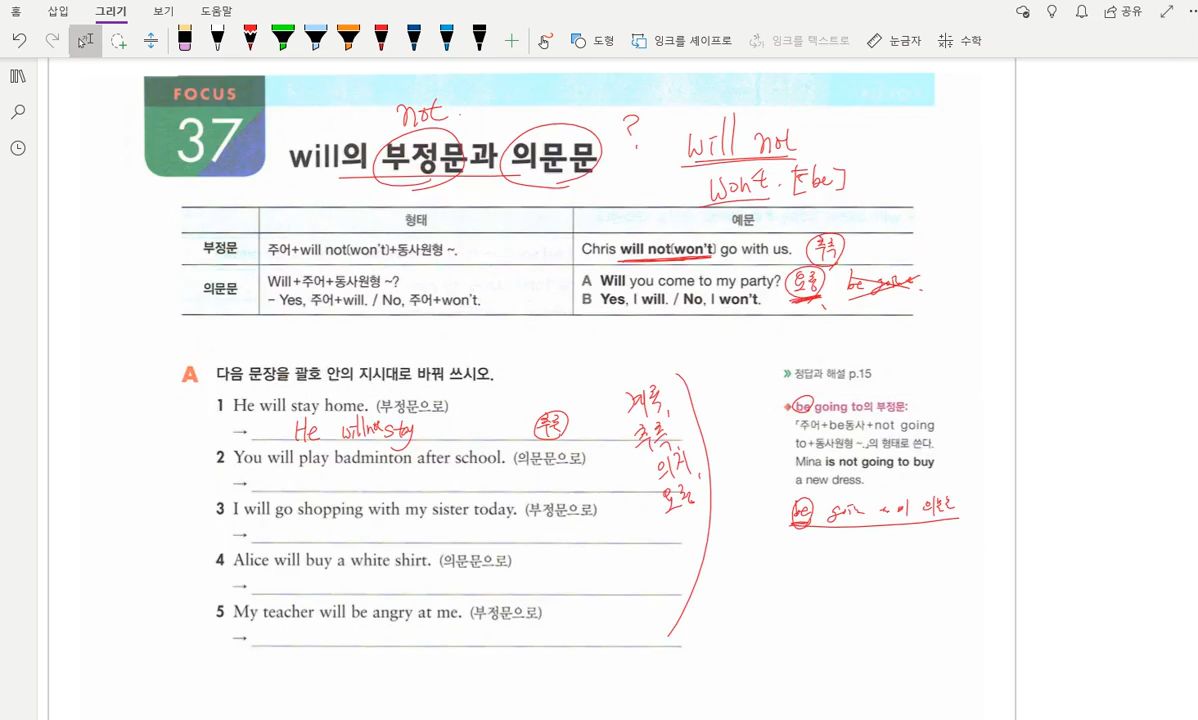 홈 삽입 그리기 보기 도움말
공유
도형 잉크를 셰이프로 잉크를 텍스트로 눈금자 수학
FOCUS
37
not.
will의 부정문과 의문문
?
will not
won't. [be]
형태 예문
부정문 주어+will not(won't)+동사원형 ~. Chris will not(won't) go with us. 추측
의문문 Will+주어+동사원형 ~? A Will you come to my party? 요청
– Yes, 주어+will. / No, 주어+won't. B Yes, I will. / No, I won't.
A 다음 문장을 괄호 안의 지시대로 바꿔 쓰시오.
1 He will stay home. (부정문으로)
→ He will not stay
2 You will play badminton after school. (의문문으로)
→
3 I will go shopping with my sister today. (부정문으로)
→
4 Alice will buy a white shirt. (의문문으로)
→
5 My teacher will be angry at me. (부정문으로)
→
추측,
의지,
요청
정답과 해설 p.15
be going to의 부정문:
「주어+be동사+not going
to+동사원형 ~.」의 형태로 쓴다.
Mina is not going to buy
a new dress.
be